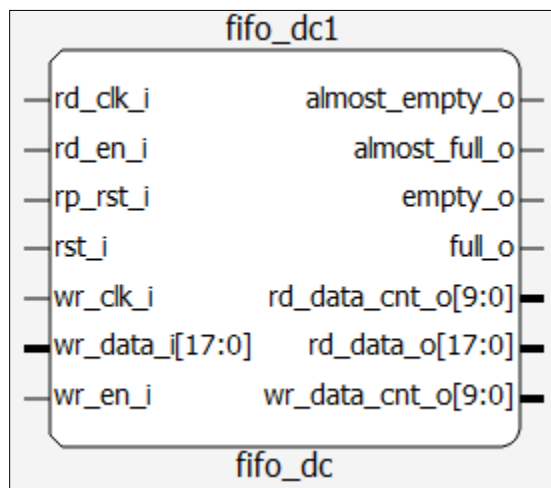 fifo_dc1
rd_clk_i almost_empty_o
rd_en_i almost_full_o
rp_rst_i empty_o
rst_i full_o
wr_clk_i rd_data_cnt_o[9:0]
wr_data_i[17:0] rd_data_o[17:0]
wr_en_i wr_data_cnt_o[9:0]
fifo_dc